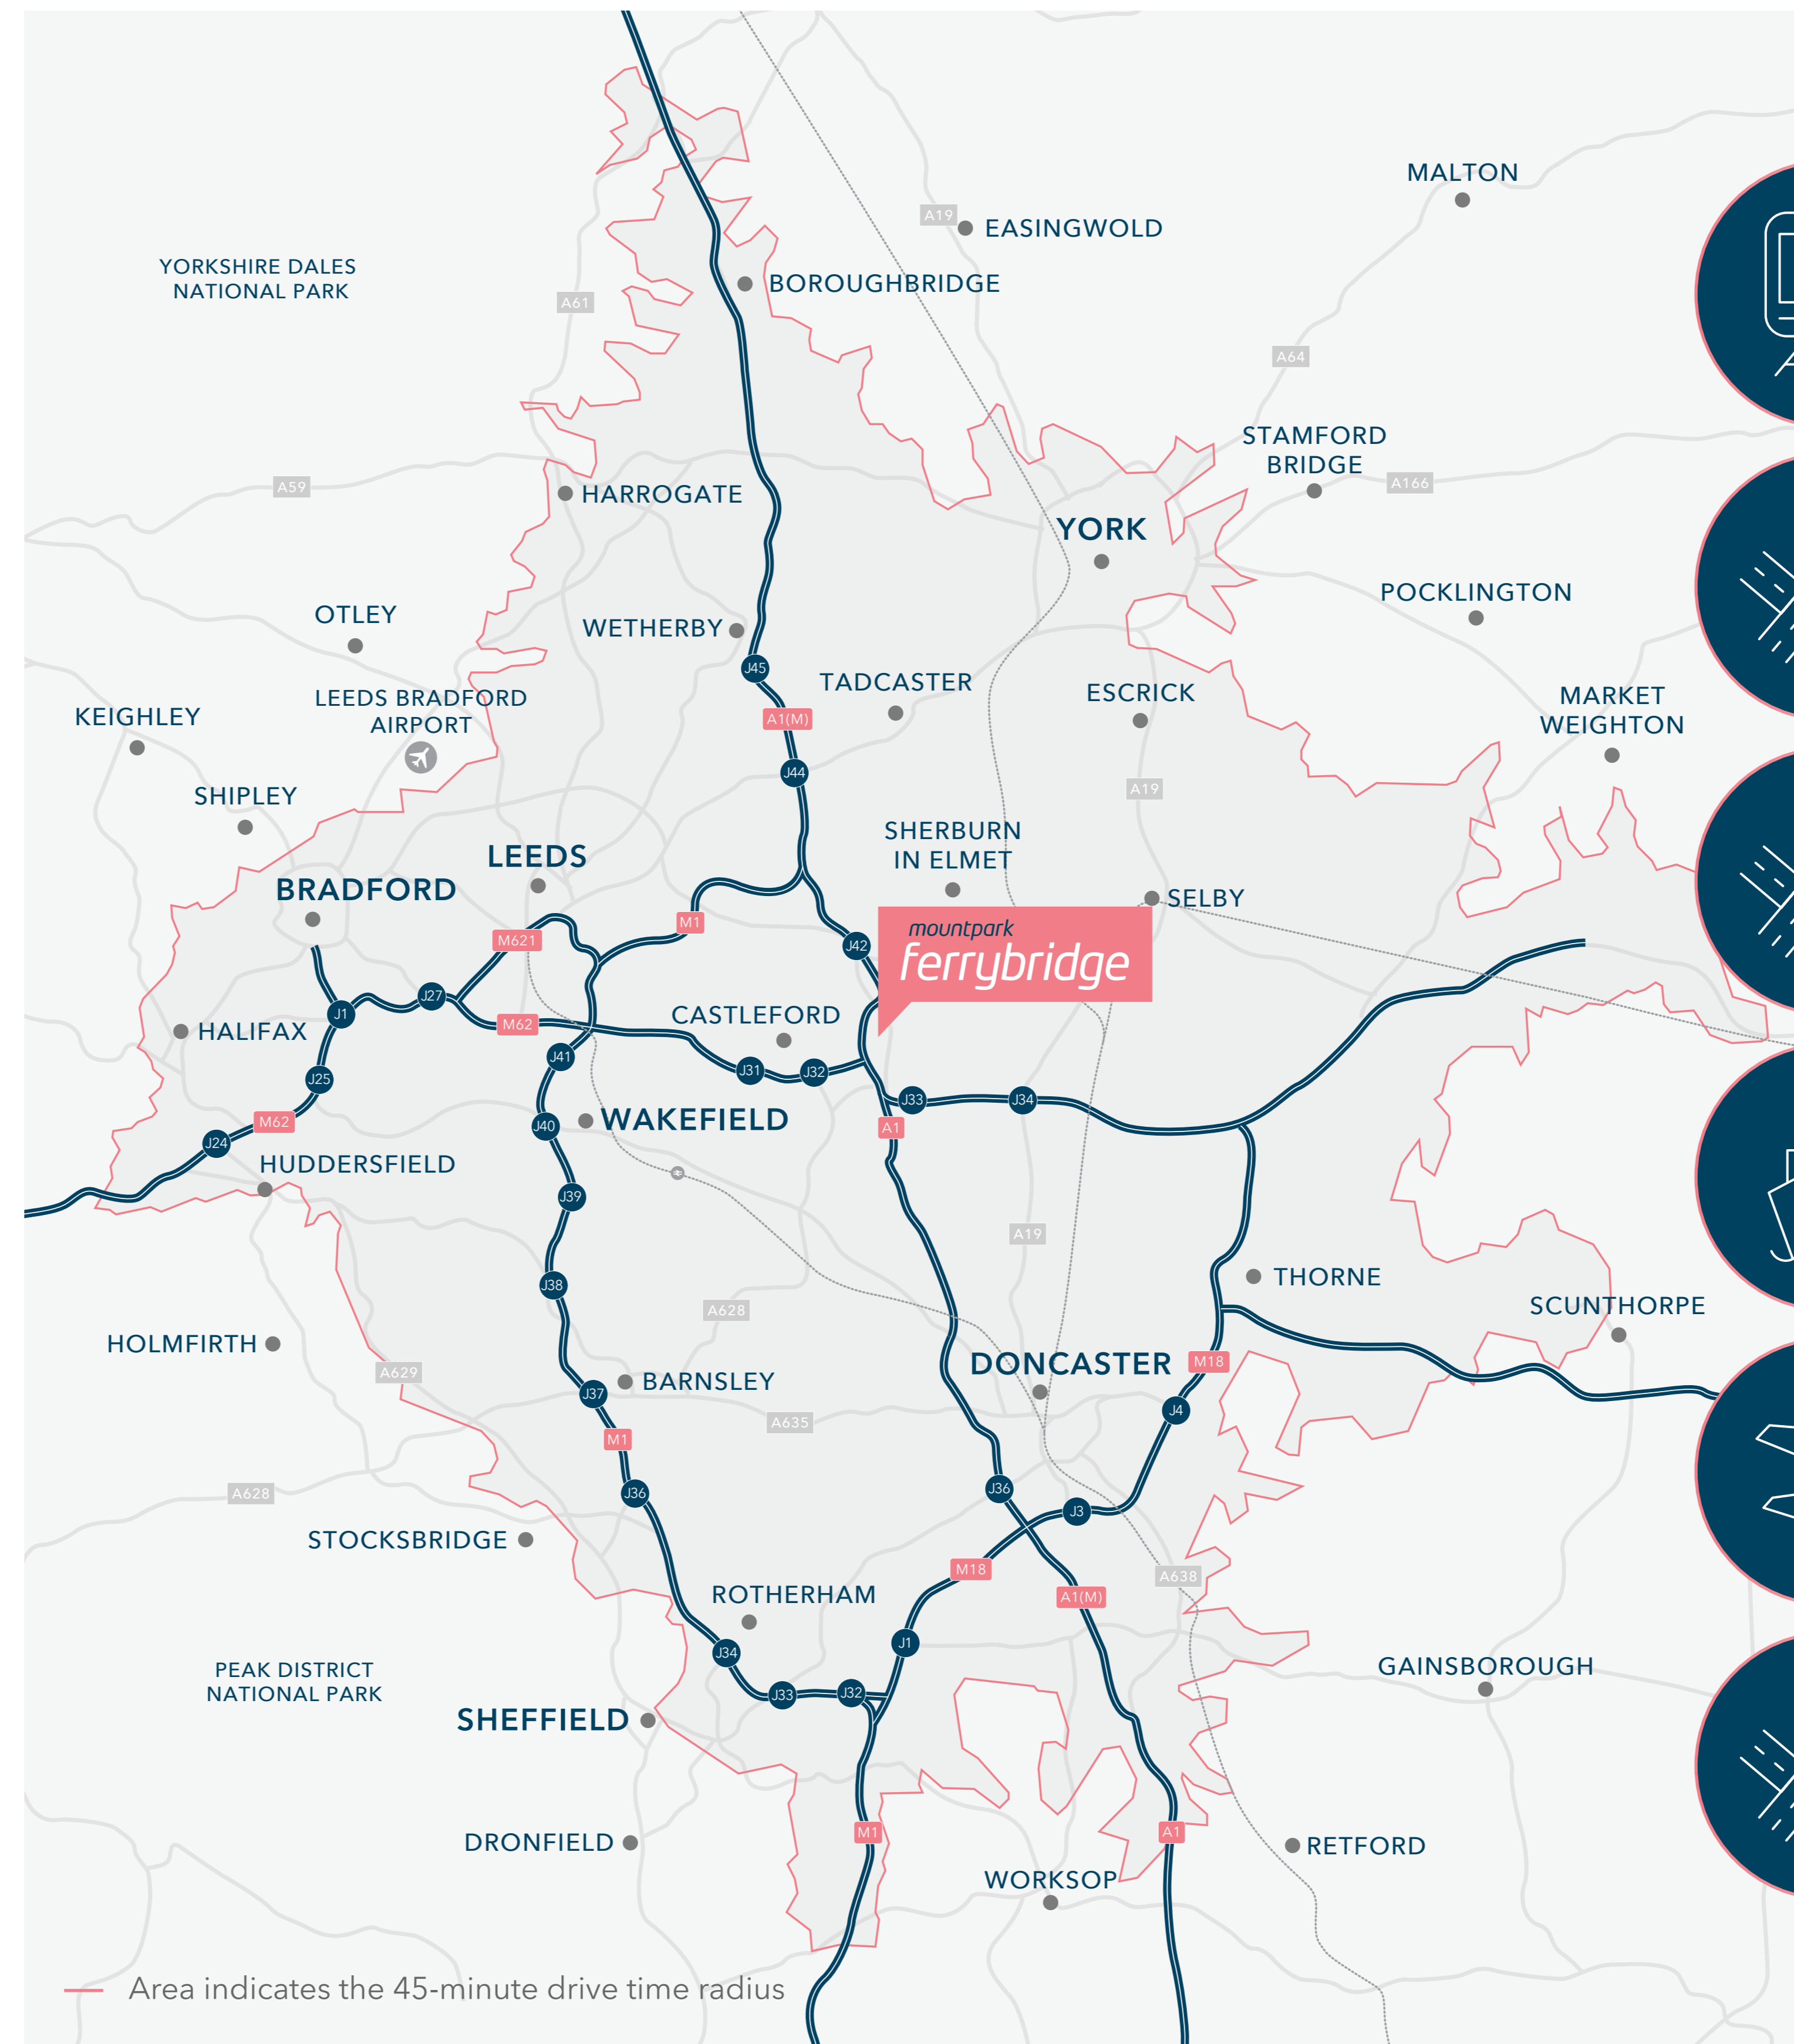 MALTON
A19
EASINGWOLD
YORKSHIRE DALES
NATIONAL PARK
BOROUGHBRIDGE
A61
A64
STAMFORD
BRIDGE
A59
HARROGATE
A166
YORK
OTLEY
WETHERBY
POCKLINGTON
J45
TADCASTER
ESCRICK
LEEDS BRADFORD
AIRPORT
KEIGHLEY
A1(M)
MARKET
WEIGHTON
J44
A19
SHIPLEY
SHERBURN
IN ELMET
LEEDS
BRADFORD
SELBY
M621
M1
J42
mountpark
ferrybridge
J27
J1
M62
CASTLEFORD
HALIFAX
J41
J31
J32
J25
J33
J34
M62
J40
WAKEFIELD
A1
J24
HUDDERSFIELD
J39
A19
J38
THORNE
A628
SCUNTHORPE
HOLMFIRTH
A629
DONCASTER
M18
J37
BARNSLEY
A635
J4
M1
A628
J36
J36
J3
STOCKSBRIDGE
M18
A638
ROTHERHAM
A1(M)
J1
J34
PEAK DISTRICT
NATIONAL PARK
GAINSBOROUGH
J33
J32
SHEFFIELD
M1
A1
DRONFIELD
RETFORD
WORKSOP
Area indicates the 45-minute drive time radius